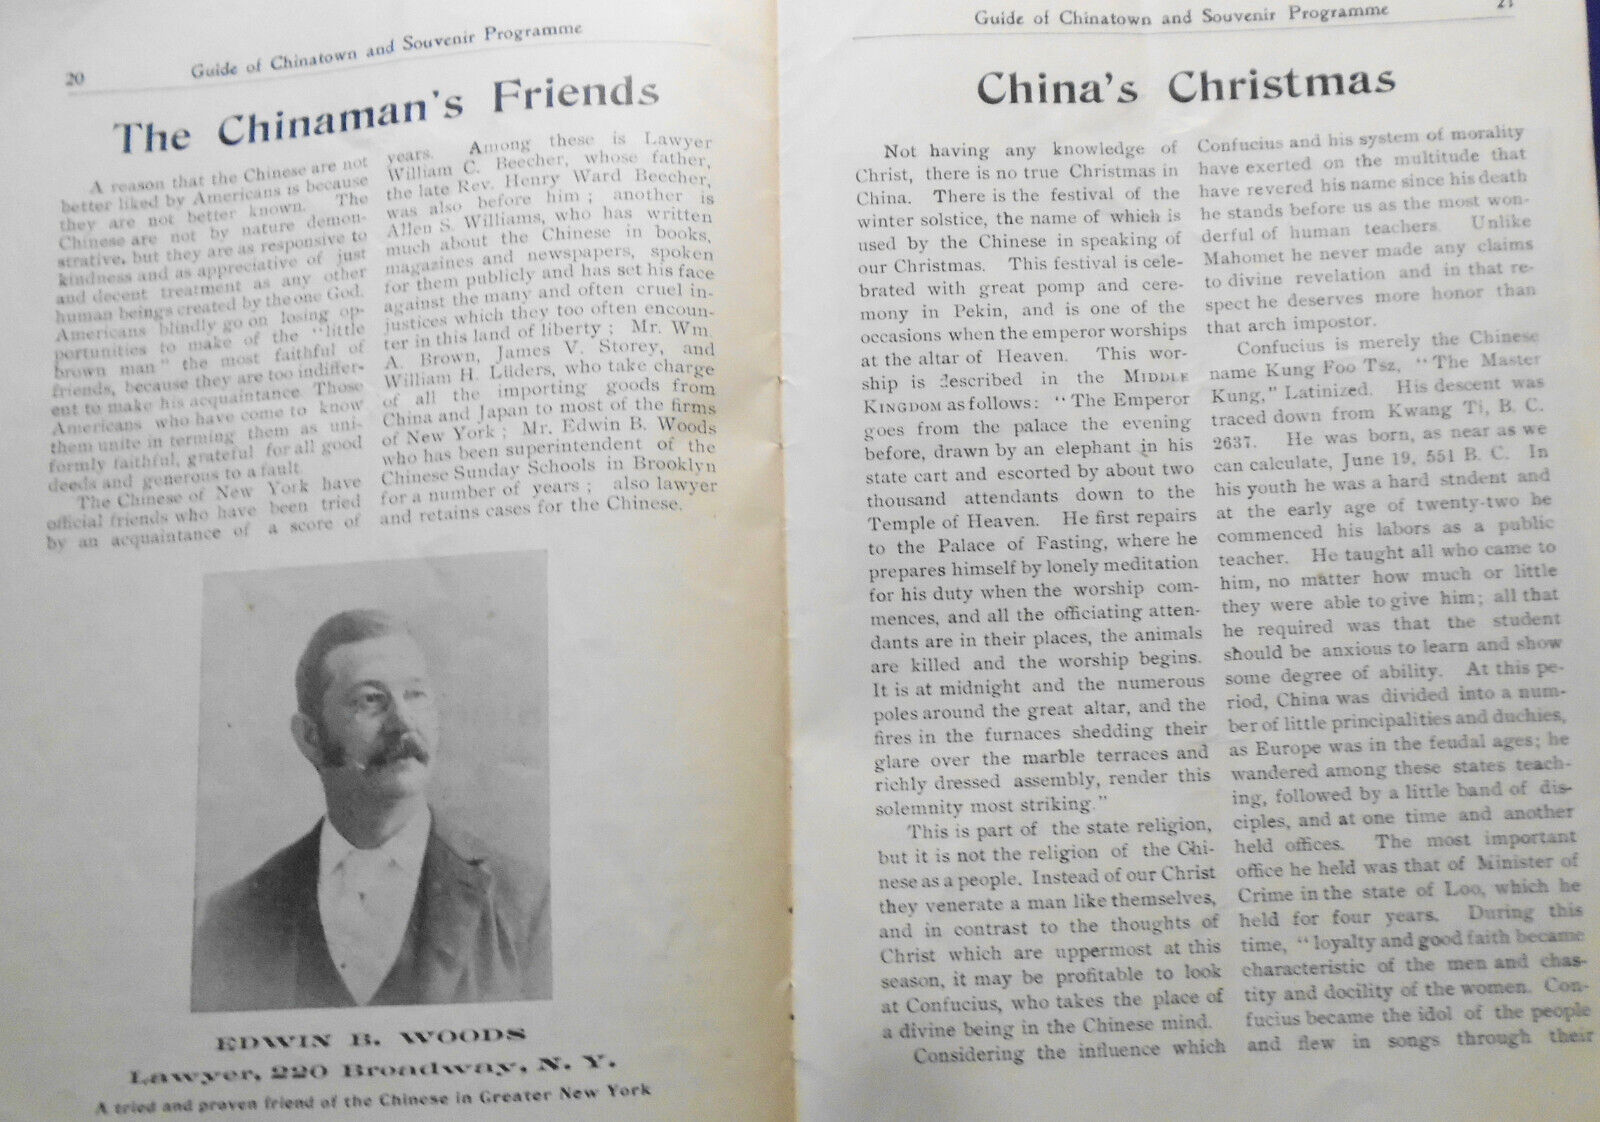 20
Guide of Chinatown and Souvenir Programme
The Chinaman's Friends
A reason that the Chinese are not
better liked by Americans is because
they are not better known. The
Chinese are not by nature demon-
strative, but they are as responsive to
kindness and as appreciative of just
and decent treatment as any other
human beings created by the one God.
Americans blindly go on losing op-
portunities to make of the "little
brown man" the most faithful of
friends, because they are too indiffer-
ent to make his acquaintance. Those
Americans who have come to know
them unite in terming them as uni-
formly faithful, grateful for all good
deeds and generous to a fault.
The Chinese of New York have
official friends who have been tried
by an acquaintance of a score of
years. Among these is Lawyer
William C. Beecher, whose father,
the late Rev. Henry Ward Beecher,
was also before him; another is
Allen S. Williams, who has written
much about the Chinese in books,
magazines and newspapers, spoken
for them publicly and has set his face
against the many and often cruel in-
justices which they too often encoun-
ter in this land of liberty; Mr. Wm.
A. Brown, James V. Storey, and
William H. Lüders, who take charge
of all the importing goods from
China and Japan to most of the firms
of New York; Mr. Edwin B. Woods
who has been superintendent of the
Chinese Sunday Schools in Brooklyn
for a number of years; also lawyer
and retains cases for the Chinese.
EDWIN B. WOODS
Lawyer, 220 Broadway, N. Y.
A tried and proven friend of the Chinese in Greater New York
Guide of Chinatown and Souvenir Programme
21
China's Christmas
Not having any knowledge of
Christ, there is no true Christmas in
China. There is the festival of the
winter solstice, the name of which is
used by the Chinese in speaking of
our Christmas. This festival is cele-
brated with great pomp and cere-
mony in Pekin, and is one of the
occasions when the emperor worships
at the altar of Heaven. This wor-
ship is described in the MIDDLE
KINGDOM as follows: "The Emperor
goes from the palace the evening
before, drawn by an elephant in his
state cart and escorted by about two
thousand attendants down to the
Temple of Heaven. He first repairs
to the Palace of Fasting, where he
prepares himself by lonely meditation
for his duty when the worship com-
mences, and all the officiating atten-
dants are in their places, the animals
are killed and the worship begins.
It is at midnight and the numerous
poles around the great altar, and the
fires in the furnaces shedding their
glare over the marble terraces and
richly dressed assembly, render this
solemnity most striking."
This is part of the state religion,
but it is not the religion of the Chi-
nese as a people. Instead of our Christ
they venerate a man like themselves,
and in contrast to the thoughts of
Christ which are uppermost at this
season, it may be profitable to look
at Confucius, who takes the place of
a divine being in the Chinese mind.
Considering the influence which
Confucius and his system of morality
have exerted on the multitude that
have revered his name since his death
he stands before us as the most won-
derful of human teachers. Unlike
Mahomet he never made any claims
to divine revelation and in that re-
spect he deserves more honor than
that arch impostor.
Confucius is merely the Chinese
name Kung Foo Tsz, "The Master
Kung," Latinized. His descent was
traced down from Kwang Ti, B. C.
2637. He was born, as near as we
can calculate, June 19, 551 B. C. In
his youth he was a hard stndent and
at the early age of twenty-two he
commenced his labors as a public
teacher. He taught all who came to
him, no matter how much or little
they were able to give him; all that
he required was that the student
should be anxious to learn and show
some degree of ability. At this pe-
riod, China was divided into a num-
ber of little principalities and duchies,
as Europe was in the feudal ages; he
wandered among these states teach-
ing, followed by a little band of dis-
ciples, and at one time and another
held offices. The most important
office he held was that of Minister of
Crime in the state of Loo, which he
held for four years. During this
time, "loyalty and good faith became
characteristic of the men and chas-
tity and docility of the women. Con-
fucius became the idol of the people
and flew in songs through their